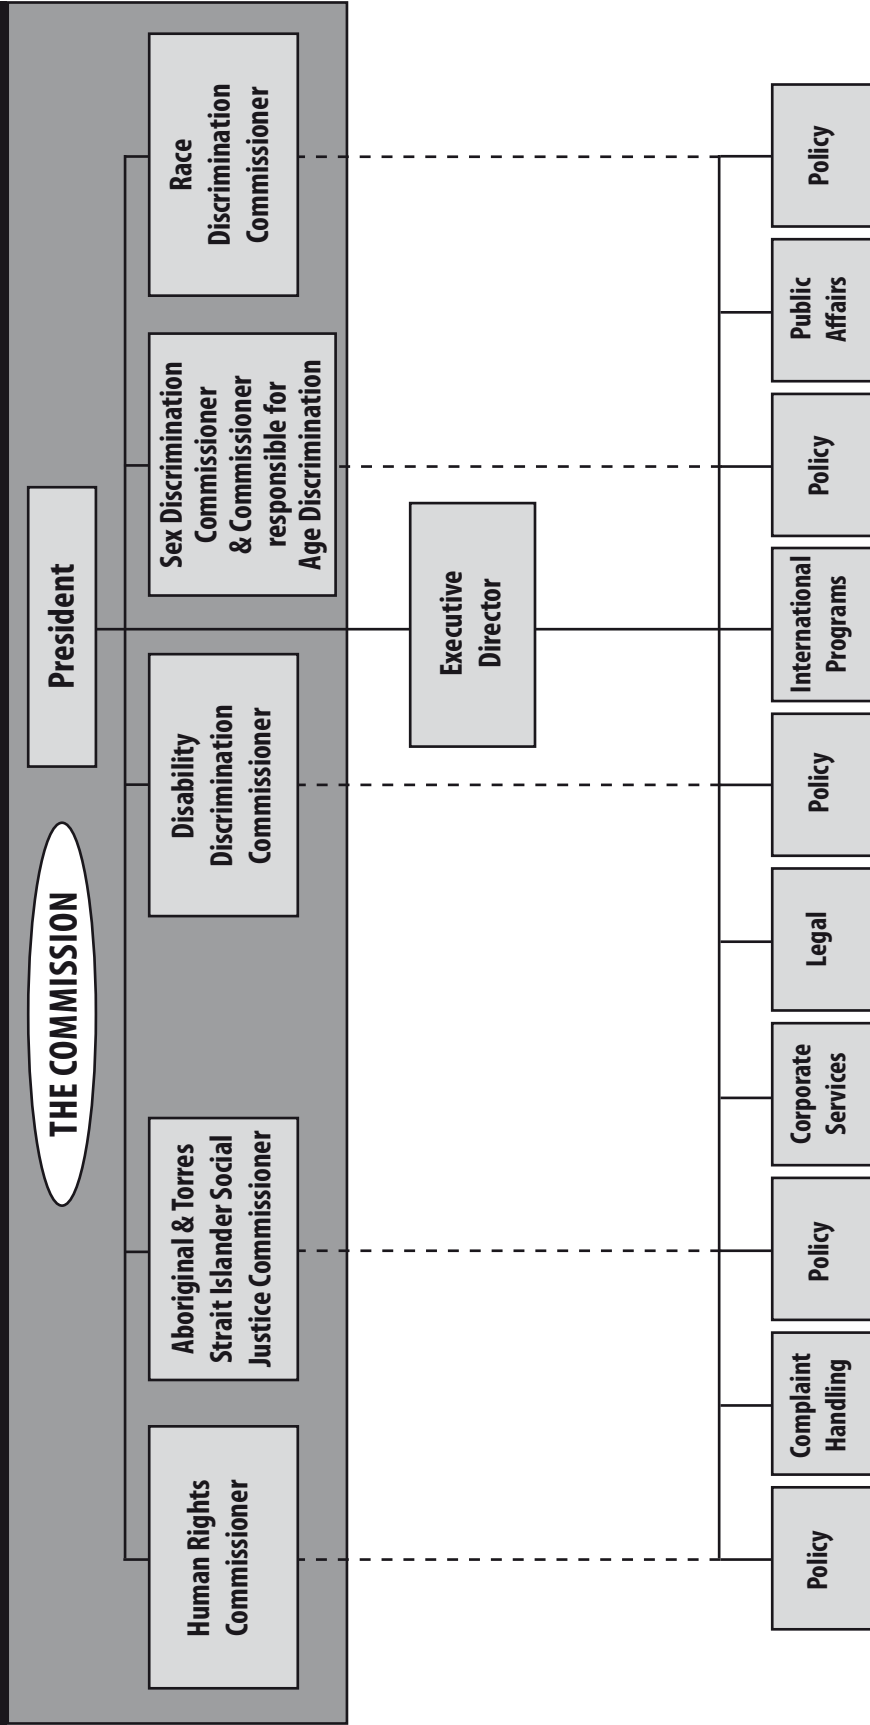 THE COMMISSION
President
Human Rights
Commissioner
Aboriginal & Torres
Strait Islander Social
Justice Commissioner
Disability
Discrimination
Commissioner
Sex Discrimination
Commissioner
& Commissioner
responsible for
Age Discrimination
Race
Discrimination
Commissioner
Executive
Director
Policy
Complaint
Handling
Policy
Corporate
Services
Legal
Policy
International
Programs
Policy
Public
Affairs
Policy